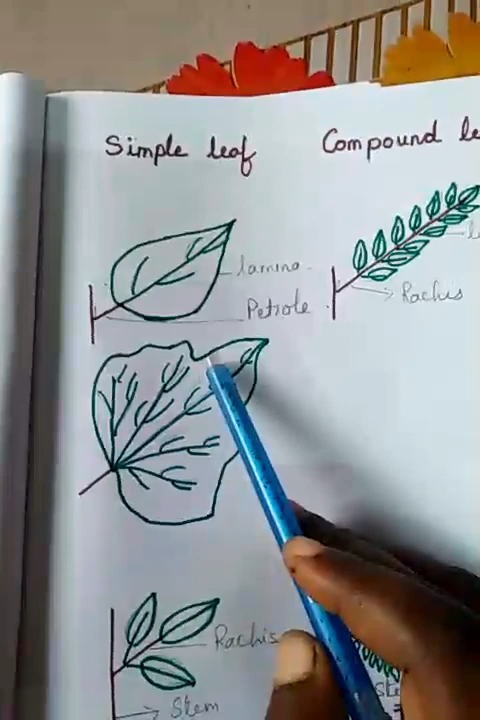 Simple leaf
Compound le
lamina
Petiole
Rachis
Rachis
Stem